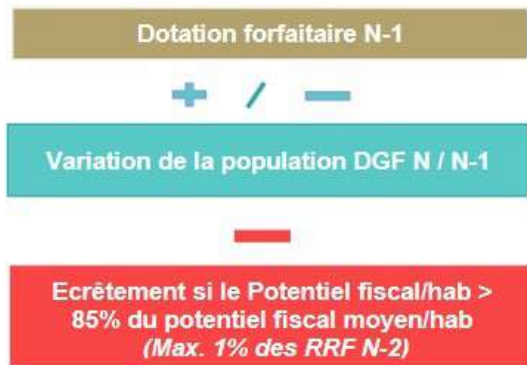 Dotation forfaitaire N-1
+ / −
Variation de la population DGF N / N-1
−
Ecrêtement si le Potentiel fiscal/hab >
85% du potentiel fiscal moyen/hab
(Max. 1% des RRF N-2)